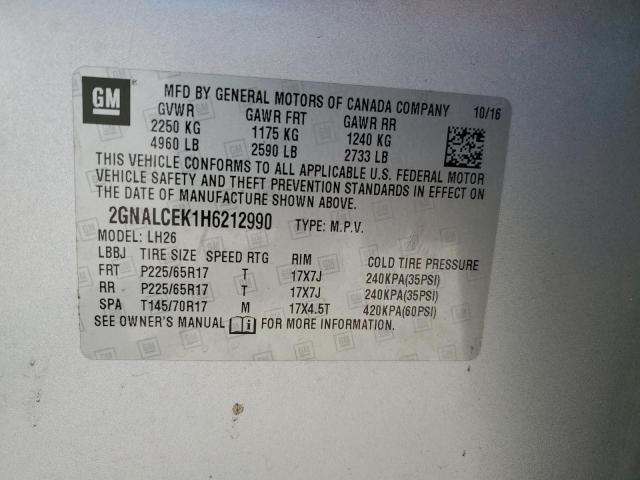 GM
MFD BY GENERAL MOTORS OF CANADA COMPANY 10/16
GVWR GAWR FRT GAWR RR
2250 KG 1175 KG 1240 KG
4960 LB 2590 LB 2733 LB
THIS VEHICLE CONFORMS TO ALL APPLICABLE U.S. FEDERAL MOTOR
VEHICLE SAFETY AND THEFT PREVENTION STANDARDS IN EFFECT ON
THE DATE OF MANUFACTURE SHOWN ABOVE.
2GNALCEK1H6212990 TYPE: M.P.V.
MODEL: LH26
LBBJ TIRE SIZE SPEED RTG RIM COLD TIRE PRESSURE
FRT P225/65R17 T 17X7J 240KPA(35PSI)
RR P225/65R17 T 17X7J 240KPA(35PSI)
SPA T145/70R17 M 17X4.5T 420KPA(60PSI)
SEE OWNER'S MANUAL FOR MORE INFORMATION.